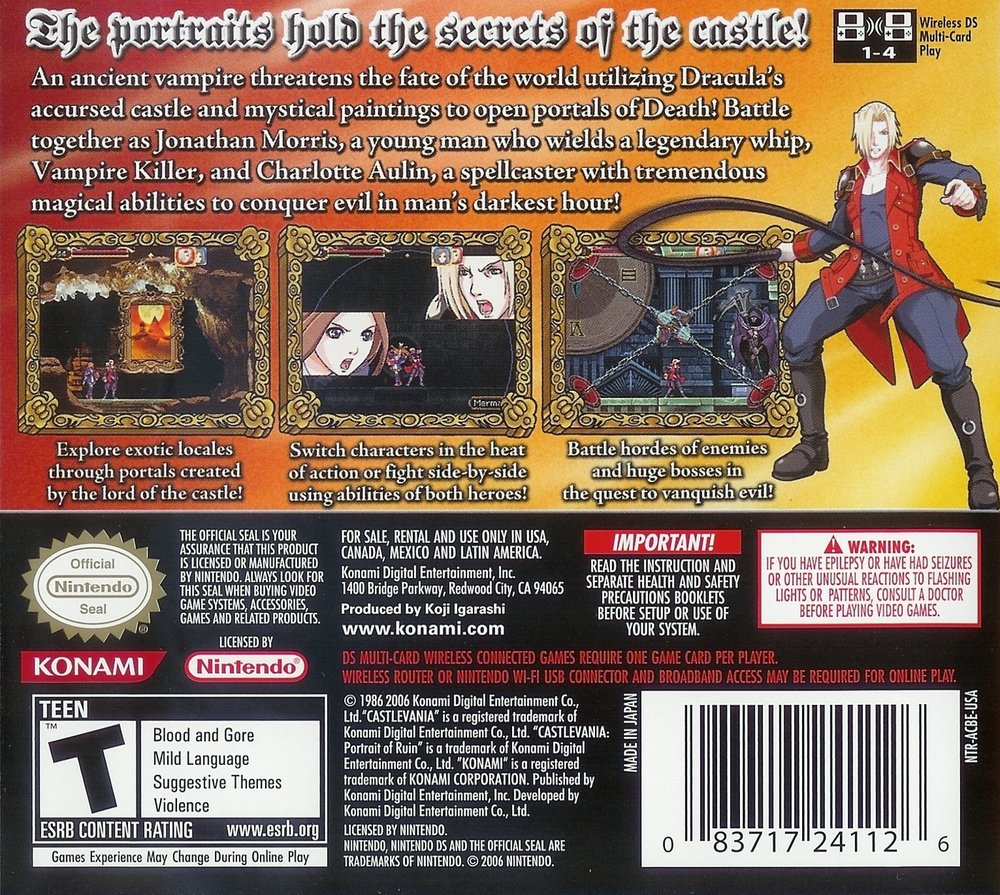 The portraits hold the secrets of the castle!
Wireless DS
Multi-Card
Play
1-4
An ancient vampire threatens the fate of the world utilizing Dracula's
accursed castle and mystical paintings to open portals of Death! Battle
together as Jonathan Morris, a young man who wields a legendary whip,
Vampire Killer, and Charlotte Aulin, a spellcaster with tremendous
magical abilities to conquer evil in man's darkest hour!
Explore exotic locales
through portals created
by the lord of the castle!
Switch characters in the heat
of action or fight side-by-side
using abilities of both heroes!
Battle hordes of enemies
and huge bosses in
the quest to vanquish evil!
Official
Nintendo
Seal
®
THE OFFICIAL SEAL IS YOUR
ASSURANCE THAT THIS PRODUCT
IS LICENSED OR MANUFACTURED
BY NINTENDO. ALWAYS LOOK FOR
THIS SEAL WHEN BUYING VIDEO
GAME SYSTEMS, ACCESSORIES,
GAMES AND RELATED PRODUCTS.
LICENSED BY
KONAMI
Nintendo®
FOR SALE, RENTAL AND USE ONLY IN USA,
CANADA, MEXICO AND LATIN AMERICA.
Konami Digital Entertainment, Inc.
1400 Bridge Parkway, Redwood City, CA 94065
Produced by Koji Igarashi
www.konami.com
IMPORTANT!
READ THE INSTRUCTION AND
SEPARATE HEALTH AND SAFETY
PRECAUTIONS BOOKLETS
BEFORE SETUP OR USE OF
YOUR SYSTEM.
WARNING:
IF YOU HAVE EPILEPSY OR HAVE HAD SEIZURES
OR OTHER UNUSUAL REACTIONS TO FLASHING
LIGHTS OR PATTERNS, CONSULT A DOCTOR
BEFORE PLAYING VIDEO GAMES.
DS MULTI-CARD WIRELESS CONNECTED GAMES REQUIRE ONE GAME CARD PER PLAYER.
WIRELESS ROUTER OR NINTENDO WI-FI USB CONNECTOR AND BROADBAND ACCESS MAY BE REQUIRED FOR ONLINE PLAY.
TEEN
T
TM
Blood and Gore
Mild Language
Suggestive Themes
Violence
ESRB CONTENT RATING www.esrb.org
Games Experience May Change During Online Play
© 1986 2006 Konami Digital Entertainment Co.,
Ltd."CASTLEVANIA" is a registered trademark of
Konami Digital Entertainment Co., Ltd. "CASTLEVANIA:
Portrait of Ruin" is a trademark of Konami Digital
Entertainment Co., Ltd. "KONAMI" is a registered
trademark of KONAMI CORPORATION. Published by
Konami Digital Entertainment, Inc. Developed by
Konami Digital Entertainment Co., Ltd.
LICENSED BY NINTENDO.
NINTENDO, NINTENDO DS AND THE OFFICIAL SEAL ARE
TRADEMARKS OF NINTENDO. © 2006 NINTENDO.
MADE IN JAPAN
0 83717 24112 6
NTR-ACBE-USA